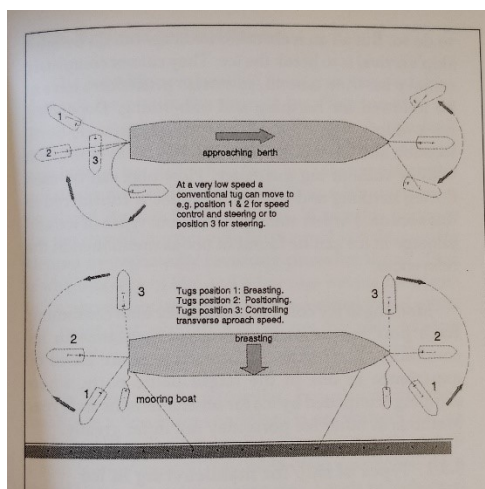 1
2
3
approaching berth
At a very low speed a
conventional tug can move to
e.g. position 1 & 2 for speed
control and steering or to
position 3 for steering.
3
Tugs position 1: Breasting.
Tugs position 2: Positioning.
Tugs position 3: Controlling
transverse aproach speed.
3
2
breasting
2
1
mooring boat
1